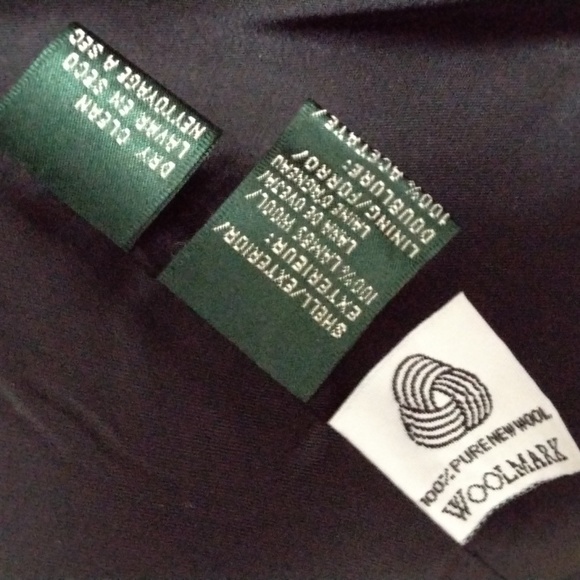 DRY CLEAN
LAVAR EN SECO
NETTOYAGE A SEC
SHELL/EXTERIOR/
EXTERIEUR:
100% LAMBS WOOL/
LANA DE OVEJA/
LAINE D'AGNEAU
LINING/FORRO/
DOUBLURE:
100% ACETATE/
100% PURE NEW WOOL
WOOLMARK